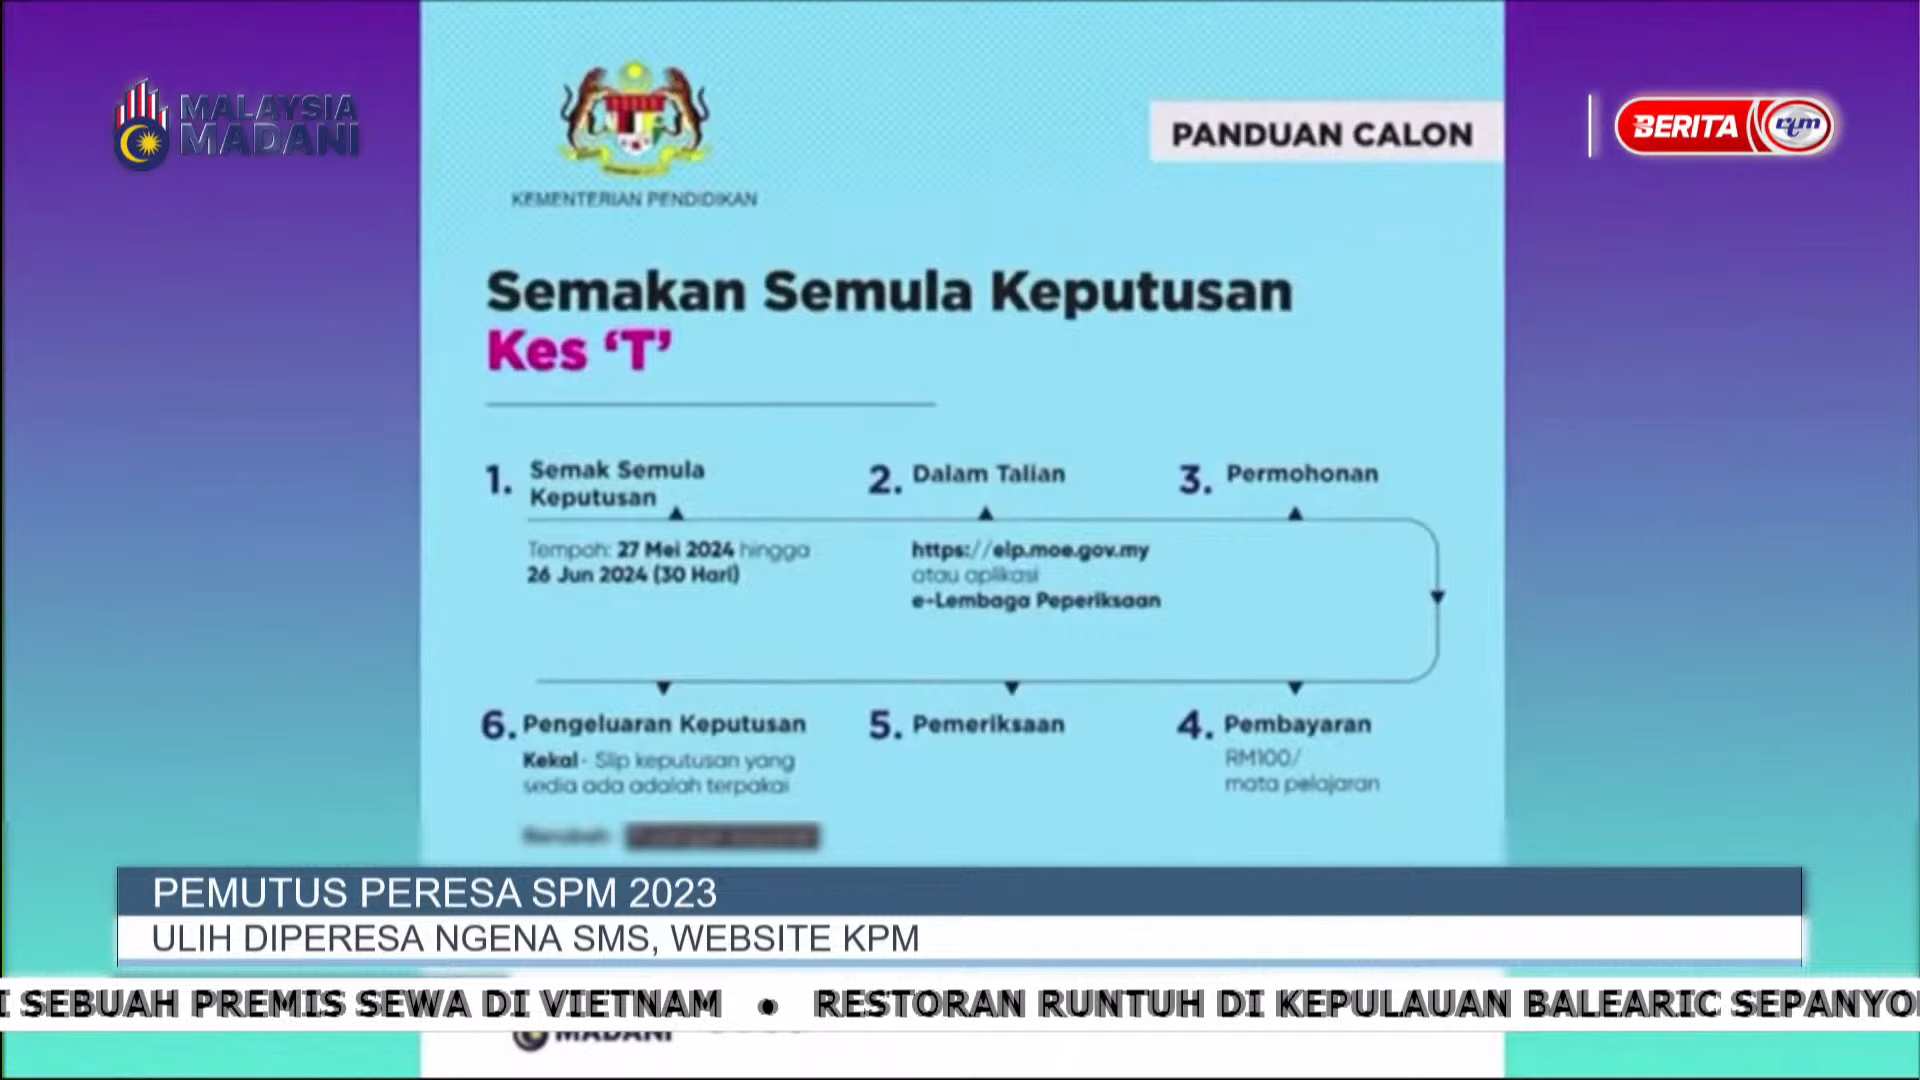 MALAYSIA
MADANI
BERITA rtm
PANDUAN CALON
KEMENTERIAN PENDIDIKAN
Semakan Semula Keputusan
Kes ‘T’
1. Semak Semula
Keputusan
Tempoh: 27 Mei 2024 hingga
26 Jun 2024 (30 Hari)
2. Dalam Talian
https://elp.moe.gov.my
atau aplikasi
e-Lembaga Peperiksaan
3. Permohonan
4. Pembayaran
RM100/
mata pelajaran
5. Pemeriksaan
6. Pengeluaran Keputusan
Kekal - Slip keputusan yang
sedia ada adalah terpakai
PEMUTUS PERESA SPM 2023
ULIH DIPERESA NGENA SMS, WEBSITE KPM
I SEBUAH PREMIS SEWA DI VIETNAM • RESTORAN RUNTUH DI KEPULAUAN BALEARIC SEPANYO
MADANI